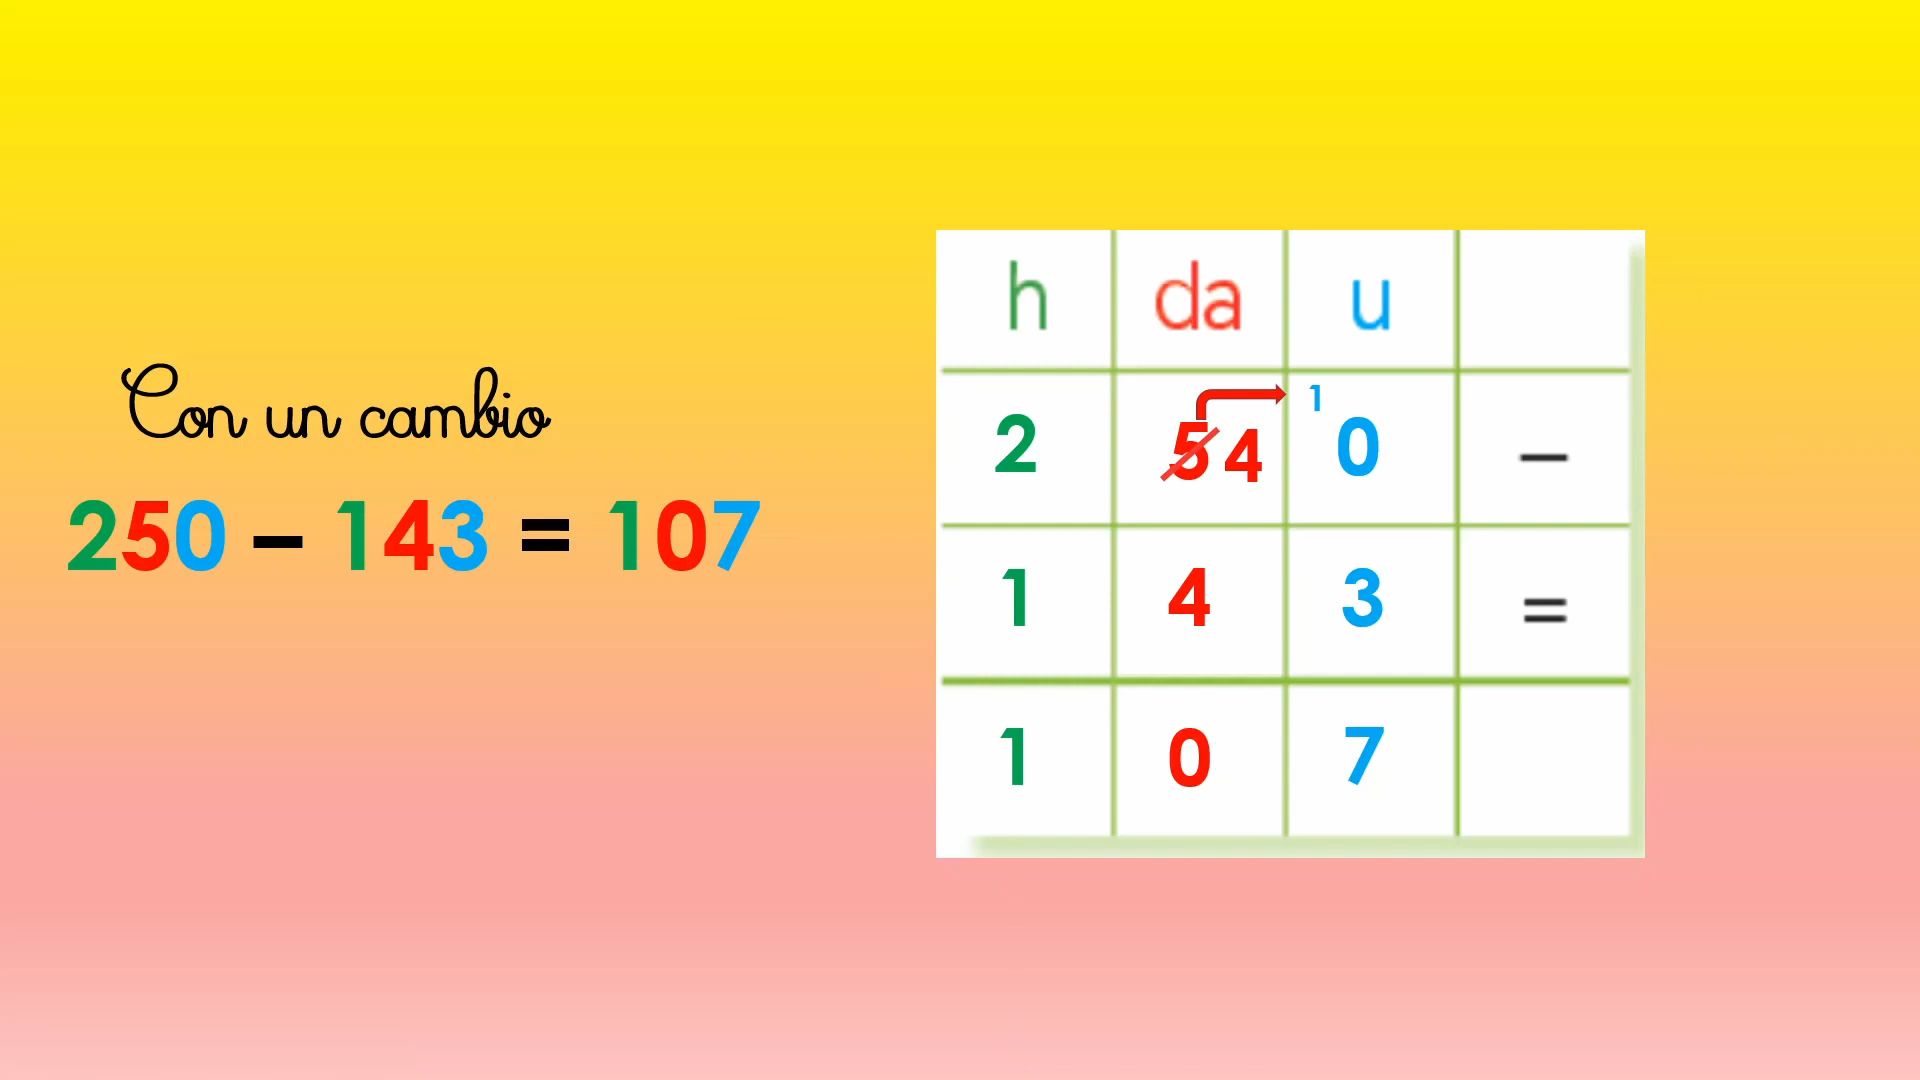 Con un cambio
250 – 143 = 107
h da u
2 5 4 1 0 –
1 4 3 =
1 0 7